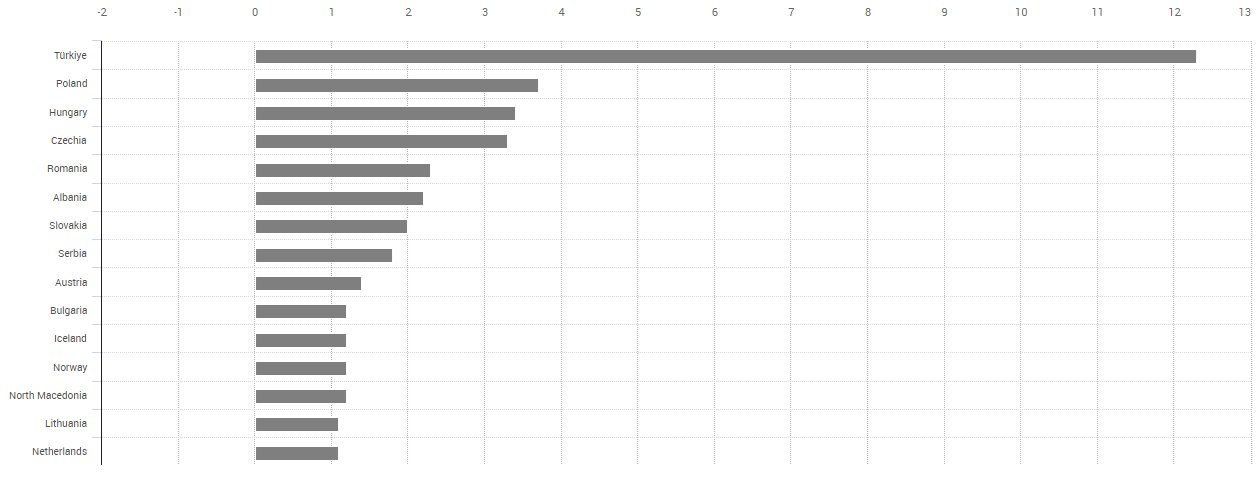 -2 -1 0 1 2 3 4 5 6 7 8 9 10 11 12 13
Türkiye
Poland
Hungary
Czechia
Romania
Albania
Slovakia
Serbia
Austria
Bulgaria
Iceland
Norway
North Macedonia
Lithuania
Netherlands